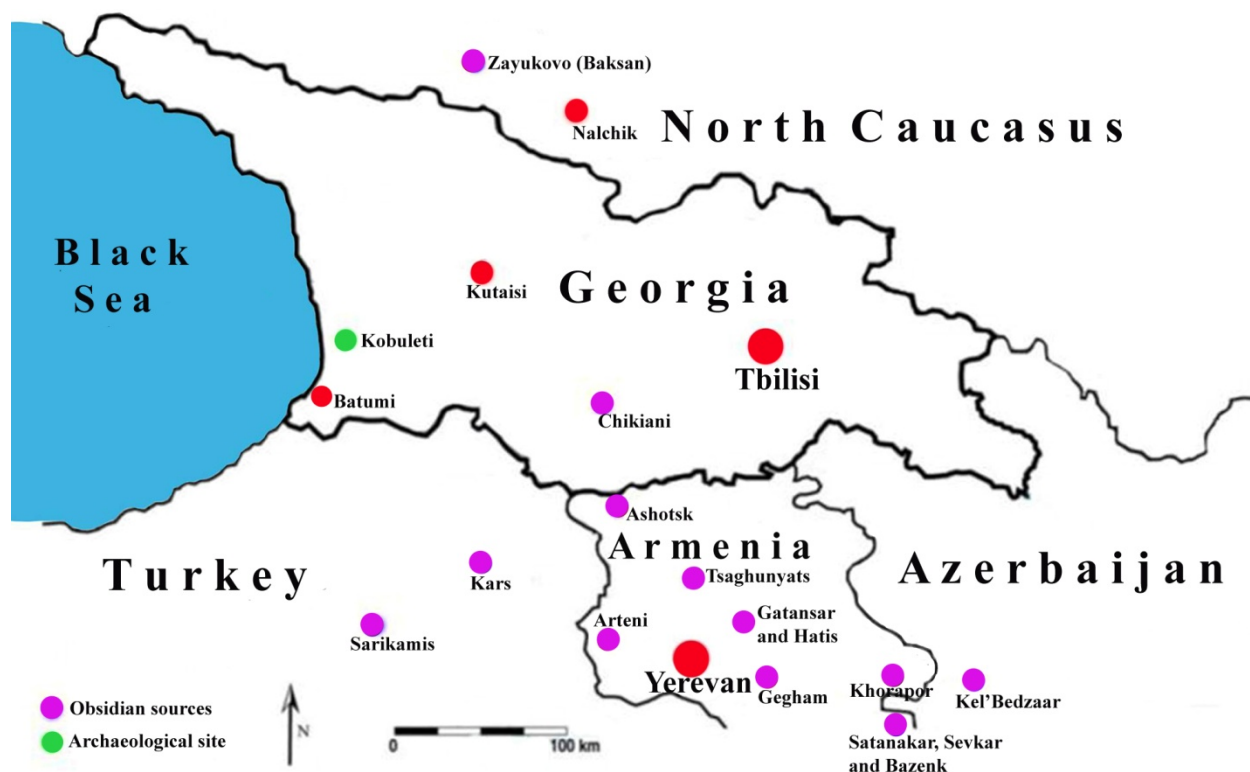 Zayukovo (Baksan)
Nalchik
North Caucasus
Black
Sea
Kutaisi
Georgia
Kobuleti
Tbilisi
Batumi
Chikiani
Ashotsk
Armenia
Turkey
Kars
Tsaghunyats
Azerbaijan
Gatansar
and Hatis
Arteni
Sarikamis
Yerevan
Gegham
Khorapor
Kel'Bedzaar
Satanakar, Sevkar
and Bazenk
Obsidian sources
Archaeological site
N
0
100 km